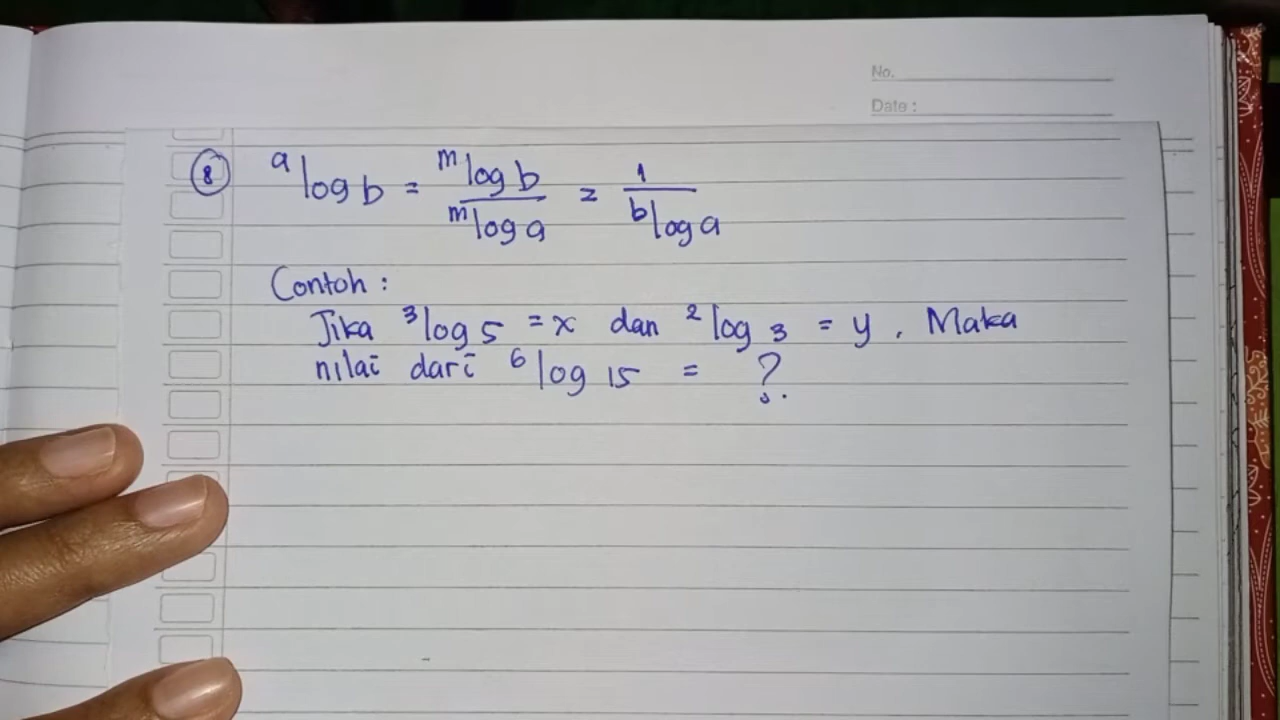 No.
Date :
8 ᵃlog b = ᵐlog b / ᵐlog a = 1 / ᵇlog a
Contoh :
Jika ³log 5 = x dan ²log 3 = y . Maka
nilai dari ⁶log 15 = ?